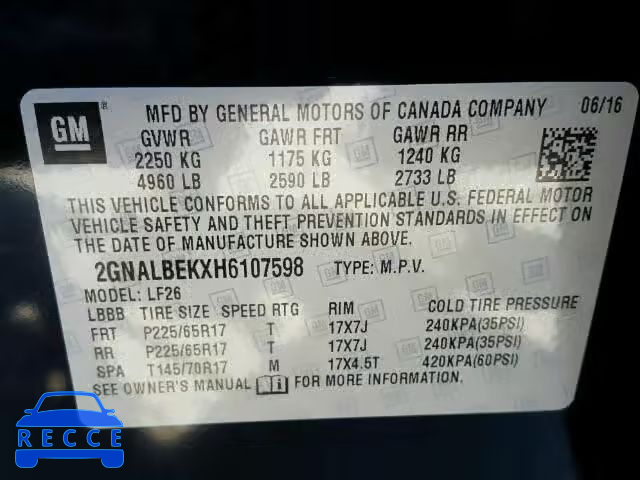 GM ® MFD BY GENERAL MOTORS OF CANADA COMPANY 06/16
GVWR GAWR FRT GAWR RR
2250 KG 1175 KG 1240 KG
4960 LB 2590 LB 2733 LB
THIS VEHICLE CONFORMS TO ALL APPLICABLE U.S. FEDERAL MOTOR
VEHICLE SAFETY AND THEFT PREVENTION STANDARDS IN EFFECT ON
THE DATE OF MANUFACTURE SHOWN ABOVE.
2GNALBEKXH6107598 TYPE: M.P.V.
MODEL: LF26
LBBB TIRE SIZE SPEED RTG RIM COLD TIRE PRESSURE
FRT P225/65R17 T 17X7J 240KPA(35PSI)
RR P225/65R17 T 17X7J 240KPA(35PSI)
SPA T145/70R17 M 17X4.5T 420KPA(60PSI)
SEE OWNER'S MANUAL i FOR MORE INFORMATION.
RECCE